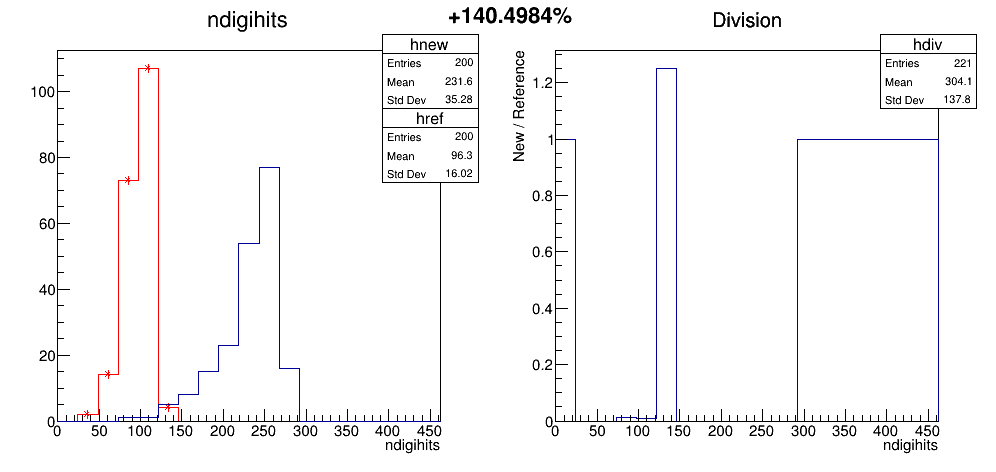 +140.4984%
ndigihits
hnew
Entries 200
Mean 231.6
Std Dev 35.28
href
Entries 200
Mean 96.3
Std Dev 16.02
100
80
60
40
20
0
0 50 100 150 200 250 300 350 400 450
ndigihits
Division
hdiv
Entries 221
Mean 304.1
Std Dev 137.8
New / Reference
1.2
1
0.8
0.6
0.4
0.2
0
0 50 100 150 200 250 300 350 400 450
ndigihits